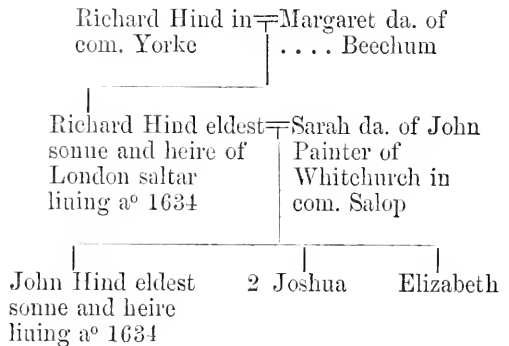 Richard Hind in=Margaret da. of
com. Yorke .... Beechum
Richard Hind eldest=Sarah da. of John
sonne and heire of Painter of
London saltar Whitchurch in
liuing aº 1634 com. Salop
John Hind eldest 2 Joshua Elizabeth
sonne and heire
liuing aº 1634